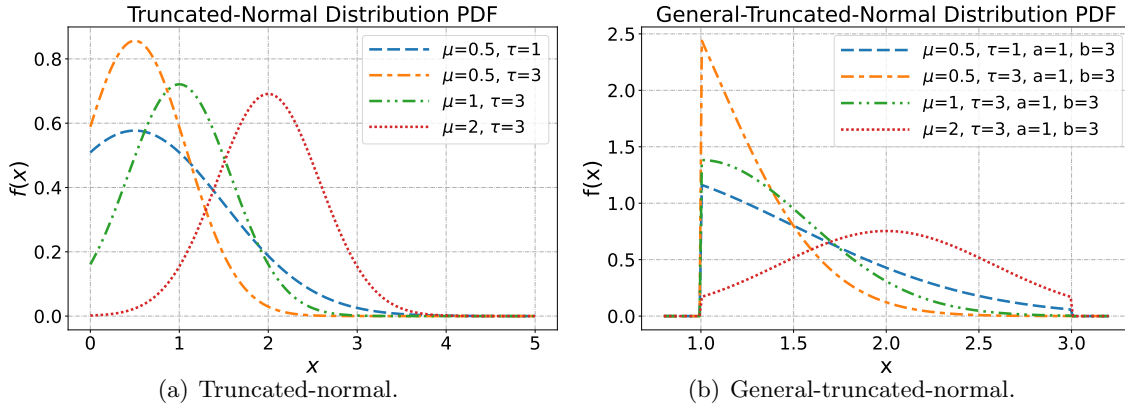 Truncated-Normal Distribution PDF
0.8
0.6
0.4
0.2
0.0
f(x)
μ=0.5, τ=1
μ=0.5, τ=3
μ=1, τ=3
μ=2, τ=3
0 1 2 3 4 5
x
(a) Truncated-normal.
General-Truncated-Normal Distribution PDF
2.5
2.0
1.5
1.0
0.5
0.0
f(x)
μ=0.5, τ=1, a=1, b=3
μ=0.5, τ=3, a=1, b=3
μ=1, τ=3, a=1, b=3
μ=2, τ=3, a=1, b=3
1.0 1.5 2.0 2.5 3.0
x
(b) General-truncated-normal.